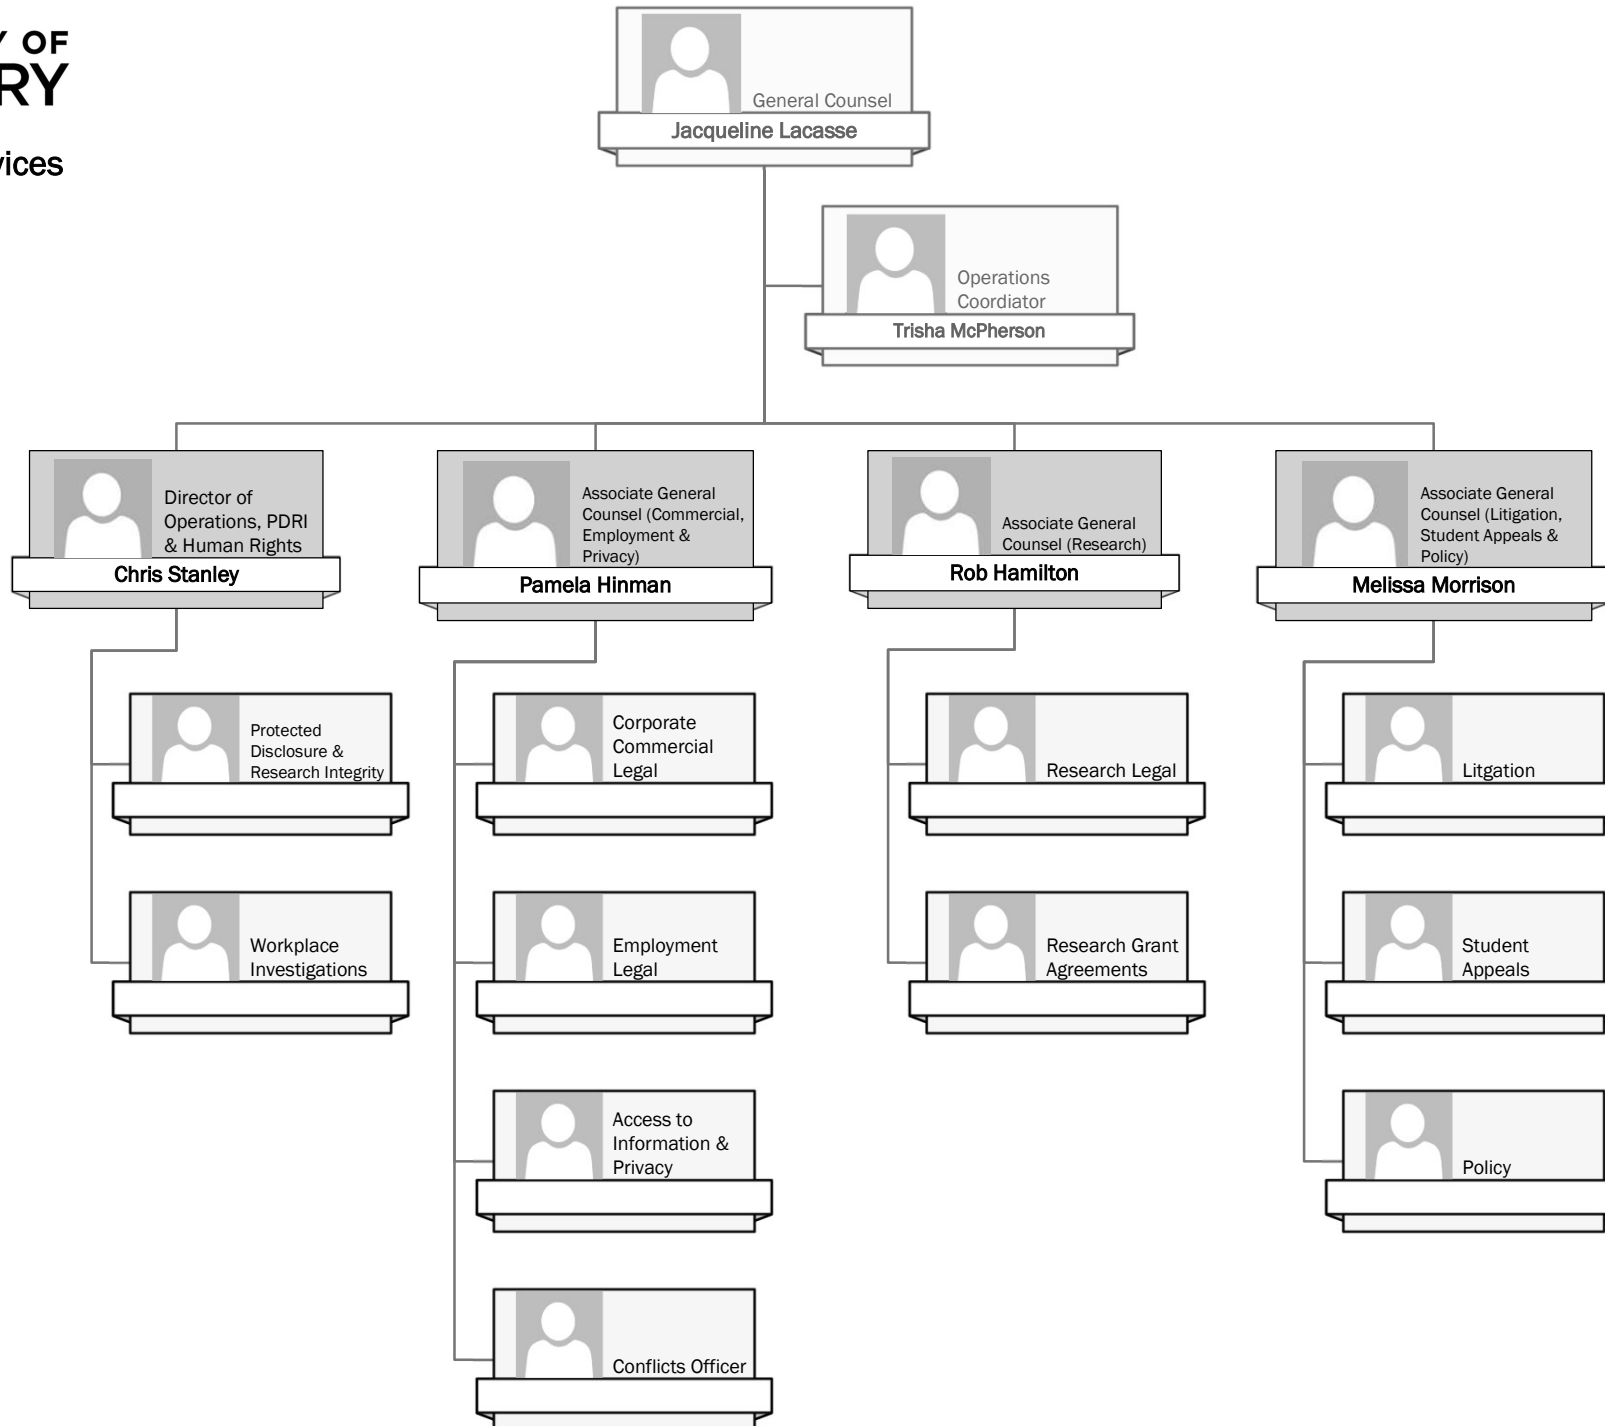 Y OF
RY
vices
General Counsel
Jacqueline Lacasse
Operations
Coordiator
Trisha McPherson
Director of
Operations, PDRI
& Human Rights
Chris Stanley
Associate General
Counsel (Commercial,
Employment &
Privacy)
Pamela Hinman
Associate General
Counsel (Research)
Rob Hamilton
Associate General
Counsel (Litigation,
Student Appeals &
Policy)
Melissa Morrison
Protected
Disclosure &
Research Integrity
Workplace
Investigations
Corporate
Commercial
Legal
Employment
Legal
Access to
Information &
Privacy
Conflicts Officer
Research Legal
Research Grant
Agreements
Litgation
Student
Appeals
Policy